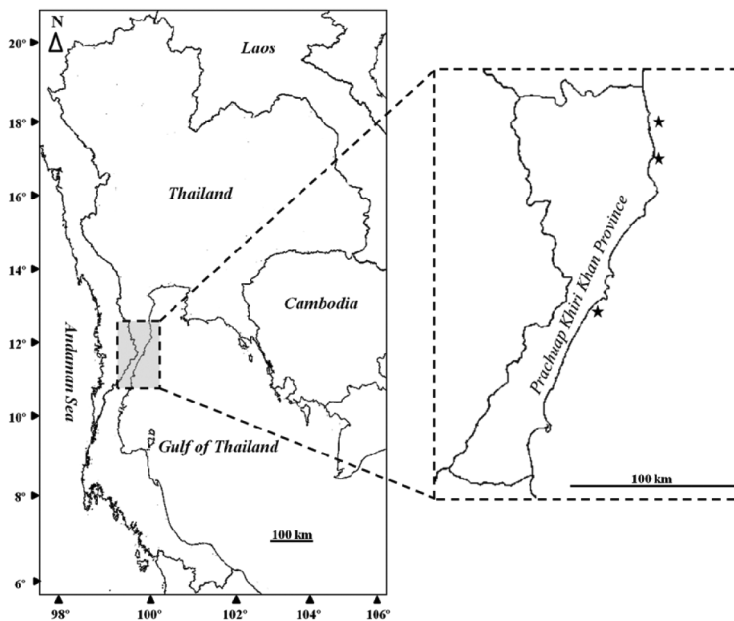 N
20°
18°
16°
14°
12°
10°
8°
6°
98°
100°
102°
104°
106°
Laos
Thailand
Cambodia
Andaman Sea
Gulf of Thailand
100 km
Prachuap Khiri Khan Province
100 km